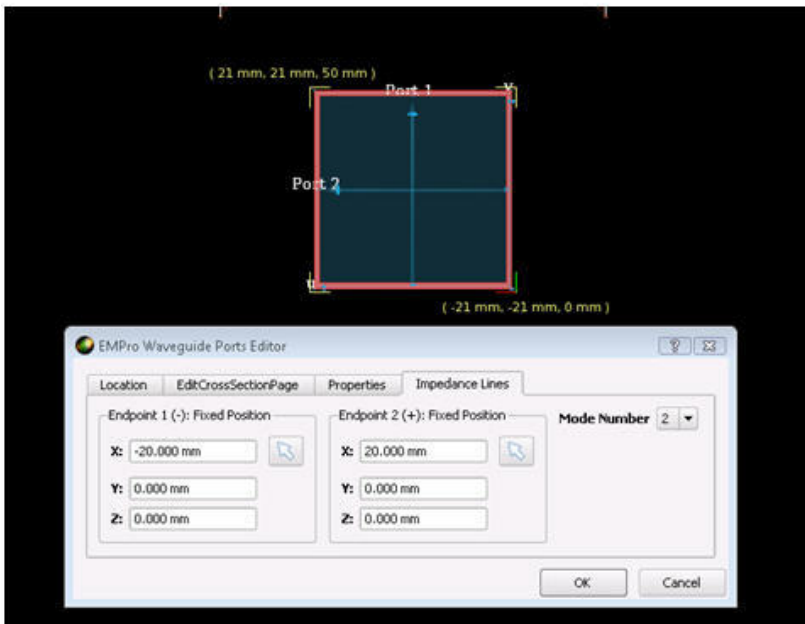 ( 21 mm, 21 mm, 50 mm )
Port 1
v
Port 2
u
( -21 mm, -21 mm, 0 mm )
EMPro Waveguide Ports Editor
Location EditCrossSectionPage Properties Impedance Lines
Endpoint 1 (-): Fixed Position Endpoint 2 (+): Fixed Position Mode Number 2
X: -20.000 mm X: 20.000 mm
Y: 0.000 mm Y: 0.000 mm
Z: 0.000 mm Z: 0.000 mm
OK Cancel